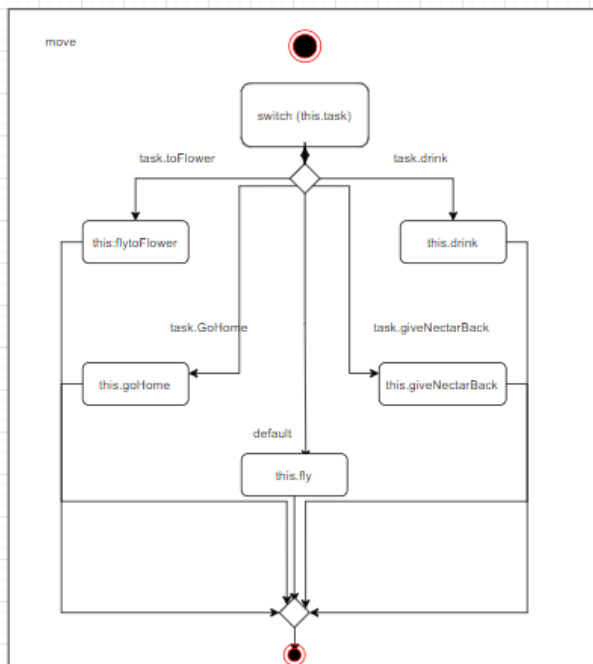 move
switch (this.task)
task.toFlower
task.drink
this:flytoFlower
this.drink
task.GoHome
task.giveNectarBack
this.goHome
this.giveNectarBack
default
this.fly